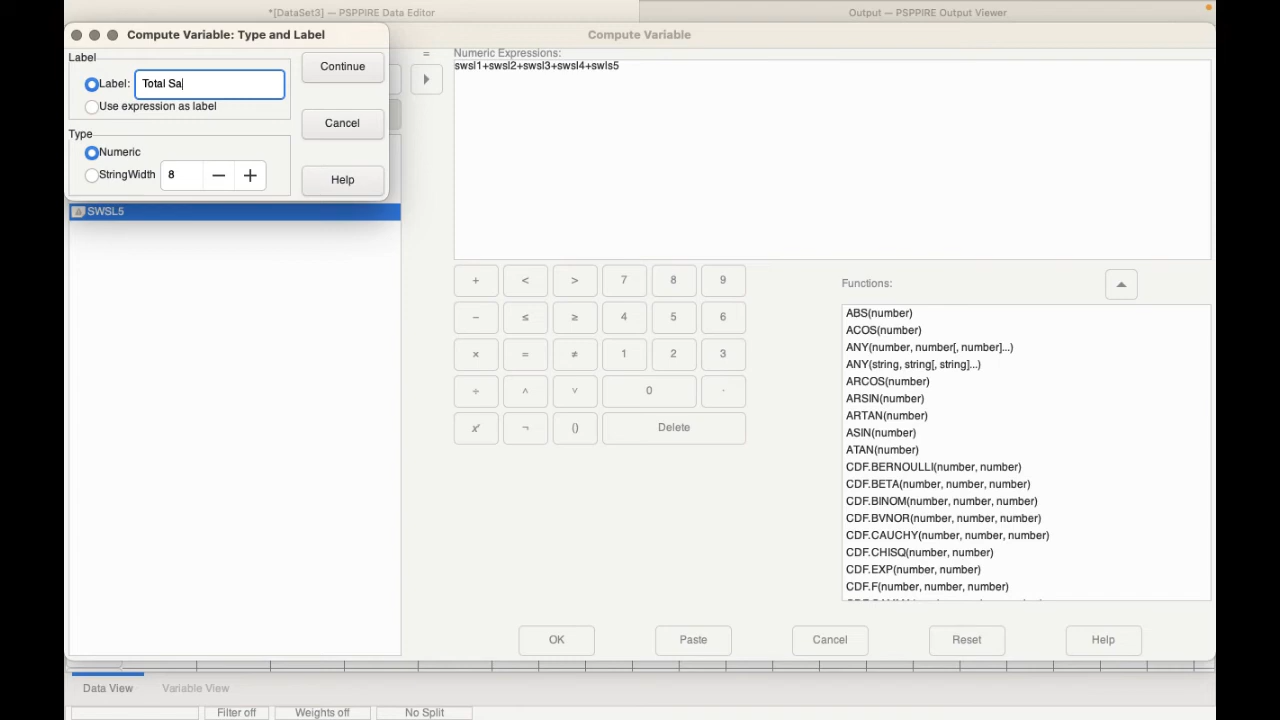 *[DataSet3] — PSPPIRE Data Editor
Output — PSPPIRE Output Viewer
Compute Variable: Type and Label
Compute Variable
Label
Label: Total Sa
Use expression as label
Type
Numeric
StringWidth 8 − +
Continue
Cancel
Help
SWSL5
=
Numeric Expressions:
swsl1+swsl2+swsl3+swsl4+swls5
+ < > 7 8 9
− ≤ ≥ 4 5 6
× = ≠ 1 2 3
÷ ˄ ˅ 0 ·
xʸ ¬ () Delete
Functions:
ABS(number)
ACOS(number)
ANY(number, number[, number]...)
ANY(string, string[, string]...)
ARCOS(number)
ARSIN(number)
ARTAN(number)
ASIN(number)
ATAN(number)
CDF.BERNOULLI(number, number)
CDF.BETA(number, number, number)
CDF.BINOM(number, number, number)
CDF.BVNOR(number, number, number)
CDF.CAUCHY(number, number, number)
CDF.CHISQ(number, number)
CDF.EXP(number, number)
CDF.F(number, number, number)
OK
Paste
Cancel
Reset
Help
Data View
Variable View
Filter off
Weights off
No Split